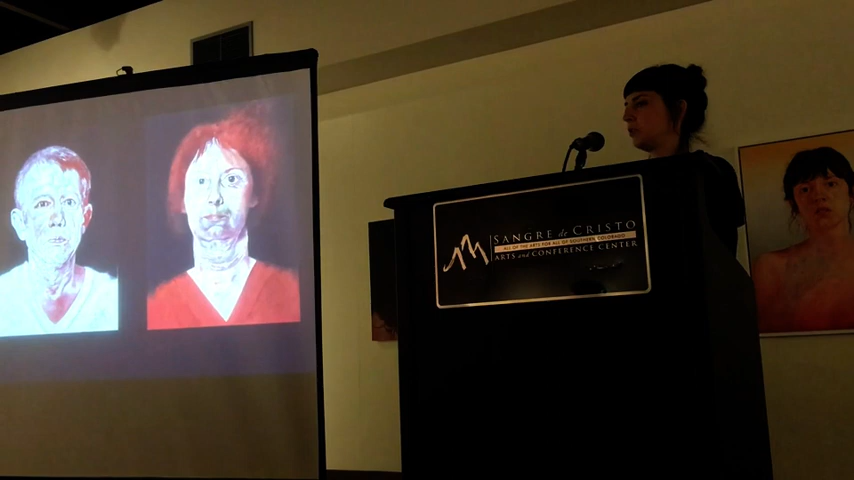 SANGRE de CRISTO
ALL OF THE ARTS FOR ALL OF SOUTHERN COLORADO
ARTS and CONFERENCE CENTER